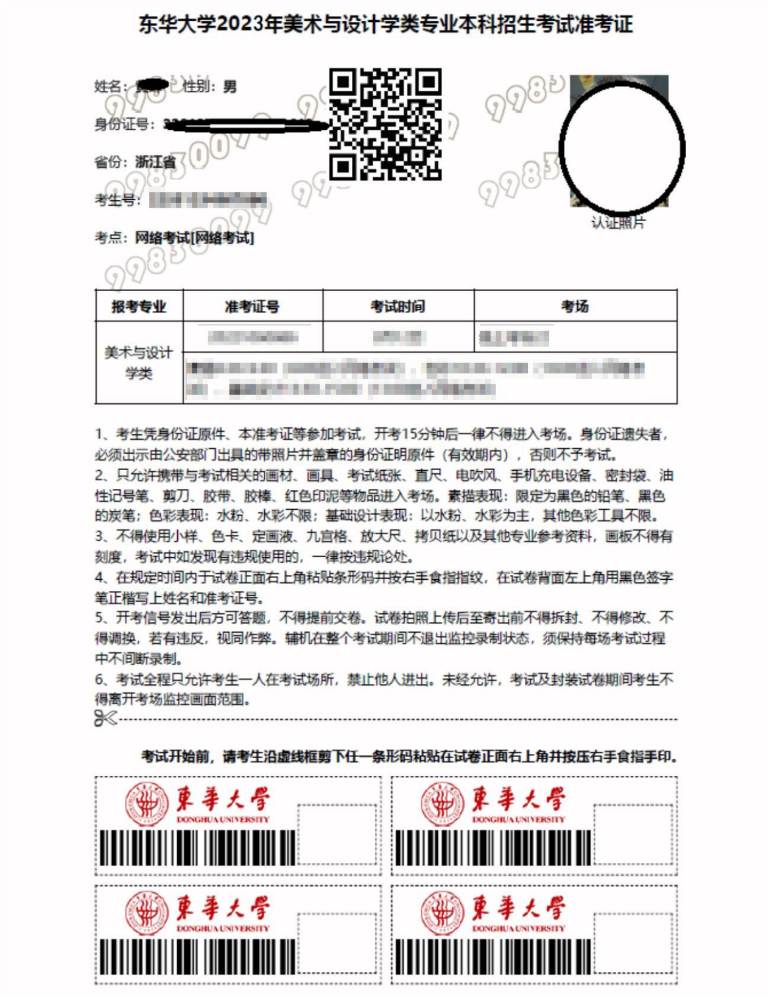 东华大学2023年美术与设计学类专业本科招生考试准考证
姓名： 性别：男
身份证号：
省份：浙江省
考生号：
考点：网络考试[网络考试]
认证照片
99830099
报考专业 准考证号 考试时间 考场
美术与设计
学类
1、考生凭身份证原件、本准考证等参加考试，开考15分钟后一律不得进入考场。身份证遗失者，
必须出示由公安部门出具的带照片并盖章的身份证明原件（有效期内），否则不予考试。
2、只允许携带与考试相关的画材、画具、考试纸张、直尺、电吹风、手机充电设备、密封袋、油
性记号笔、剪刀、胶带、胶棒、红色印泥等物品进入考场。素描表现：限定为黑色的铅笔、黑色
的炭笔；色彩表现：水粉、水彩不限；基础设计表现：以水粉、水彩为主，其他色彩工具不限。
3、不得使用小样、色卡、定画液、九宫格、放大尺、拷贝纸以及其他专业参考资料，画板不得有
刻度，考试中如发现有违规使用的，一律按违规论处。
4、在规定时间内于试卷正面右上角粘贴条形码并按右手食指指纹，在试卷背面左上角用黑色签字
笔正楷写上姓名和准考证号。
5、开考信号发出后方可答题，不得提前交卷。试卷拍照上传后至寄出前不得拆封、不得修改、不
得调换，若有违反，视同作弊。辅机在整个考试期间不退出监控录制状态，须保持每场考试过程
中不间断录制。
6、考试全程只允许考生一人在考试场所，禁止他人进出。未经允许，考试及封装试卷期间考生不
得离开考场监控画面范围。
考试开始前，请考生沿虚线框剪下任一条形码粘贴在试卷正面右上角并按压右手食指手印。
東華大学
DONGHUA UNIVERSITY
東華大学
DONGHUA UNIVERSITY
東華大学
DONGHUA UNIVERSITY
東華大学
DONGHUA UNIVERSITY